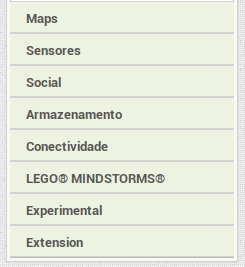 Maps
Sensores
Social
Armazenamento
Conectividade
LEGO® MINDSTORMS®
Experimental
Extension